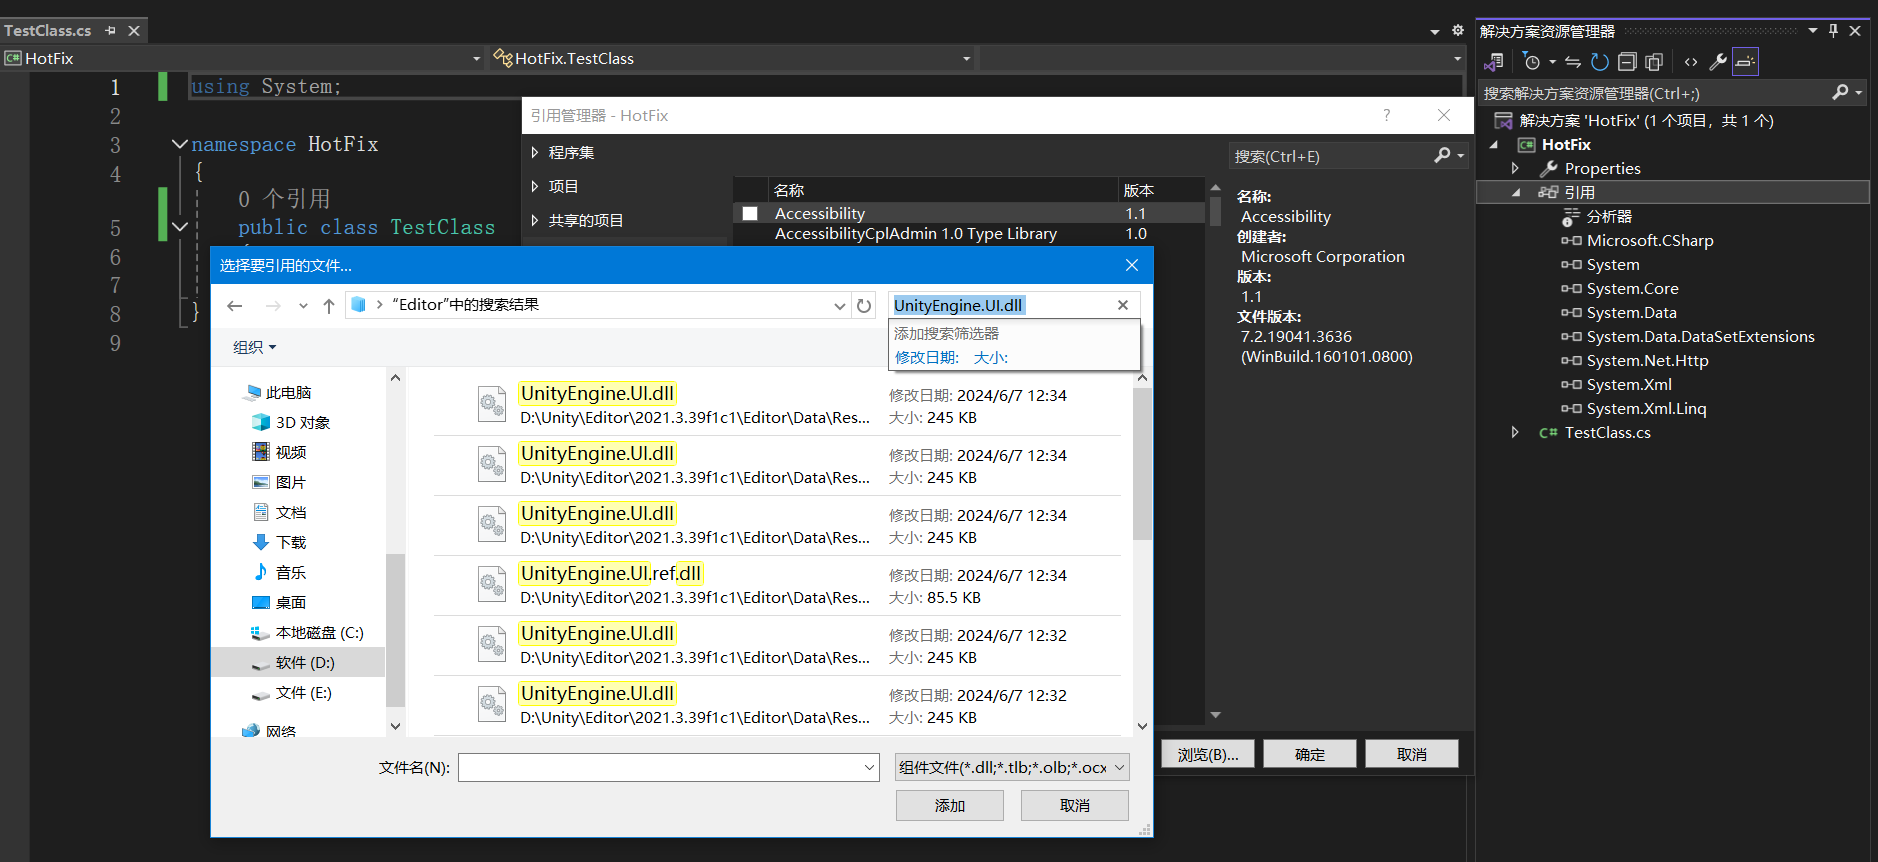 TestClass.cs
HotFix
HotFix.TestClass
1
using System;
2
3
namespace HotFix
4
{
0 个引用
5
public class TestClass
6
7
8
}
9
引用管理器 - HotFix
?
程序集
项目
共享的项目
搜索(Ctrl+E)
名称
版本
Accessibility
1.1
AccessibilityCplAdmin 1.0 Type Library
1.0
名称:
Accessibility
创建者:
Microsoft Corporation
版本:
1.1
文件版本:
7.2.19041.3636
(WinBuild.160101.0800)
浏览(B)...
确定
取消
选择要引用的文件...
“Editor”中的搜索结果
UnityEngine.UI.dll
添加搜索筛选器
修改日期:
大小:
组织
此电脑
3D 对象
视频
图片
文档
下载
音乐
桌面
本地磁盘 (C:)
软件 (D:)
文件 (E:)
网络
UnityEngine.UI.dll
修改日期: 2024/6/7 12:34
D:\Unity\Editor\2021.3.39f1c1\Editor\Data\Res...
大小: 245 KB
UnityEngine.UI.dll
修改日期: 2024/6/7 12:34
D:\Unity\Editor\2021.3.39f1c1\Editor\Data\Res...
大小: 245 KB
UnityEngine.UI.dll
修改日期: 2024/6/7 12:34
D:\Unity\Editor\2021.3.39f1c1\Editor\Data\Res...
大小: 245 KB
UnityEngine.UI.ref.dll
修改日期: 2024/6/7 12:34
D:\Unity\Editor\2021.3.39f1c1\Editor\Data\Res...
大小: 85.5 KB
UnityEngine.UI.dll
修改日期: 2024/6/7 12:32
D:\Unity\Editor\2021.3.39f1c1\Editor\Data\Res...
大小: 245 KB
UnityEngine.UI.dll
修改日期: 2024/6/7 12:32
D:\Unity\Editor\2021.3.39f1c1\Editor\Data\Res...
大小: 245 KB
文件名(N):
组件文件(*.dll;*.tlb;*.olb;*.ocx
添加
取消
解决方案资源管理器
搜索解决方案资源管理器(Ctrl+;)
解决方案 'HotFix' (1 个项目，共 1 个)
C# HotFix
Properties
引用
分析器
Microsoft.CSharp
System
System.Core
System.Data
System.Data.DataSetExtensions
System.Net.Http
System.Xml
System.Xml.Linq
C# TestClass.cs